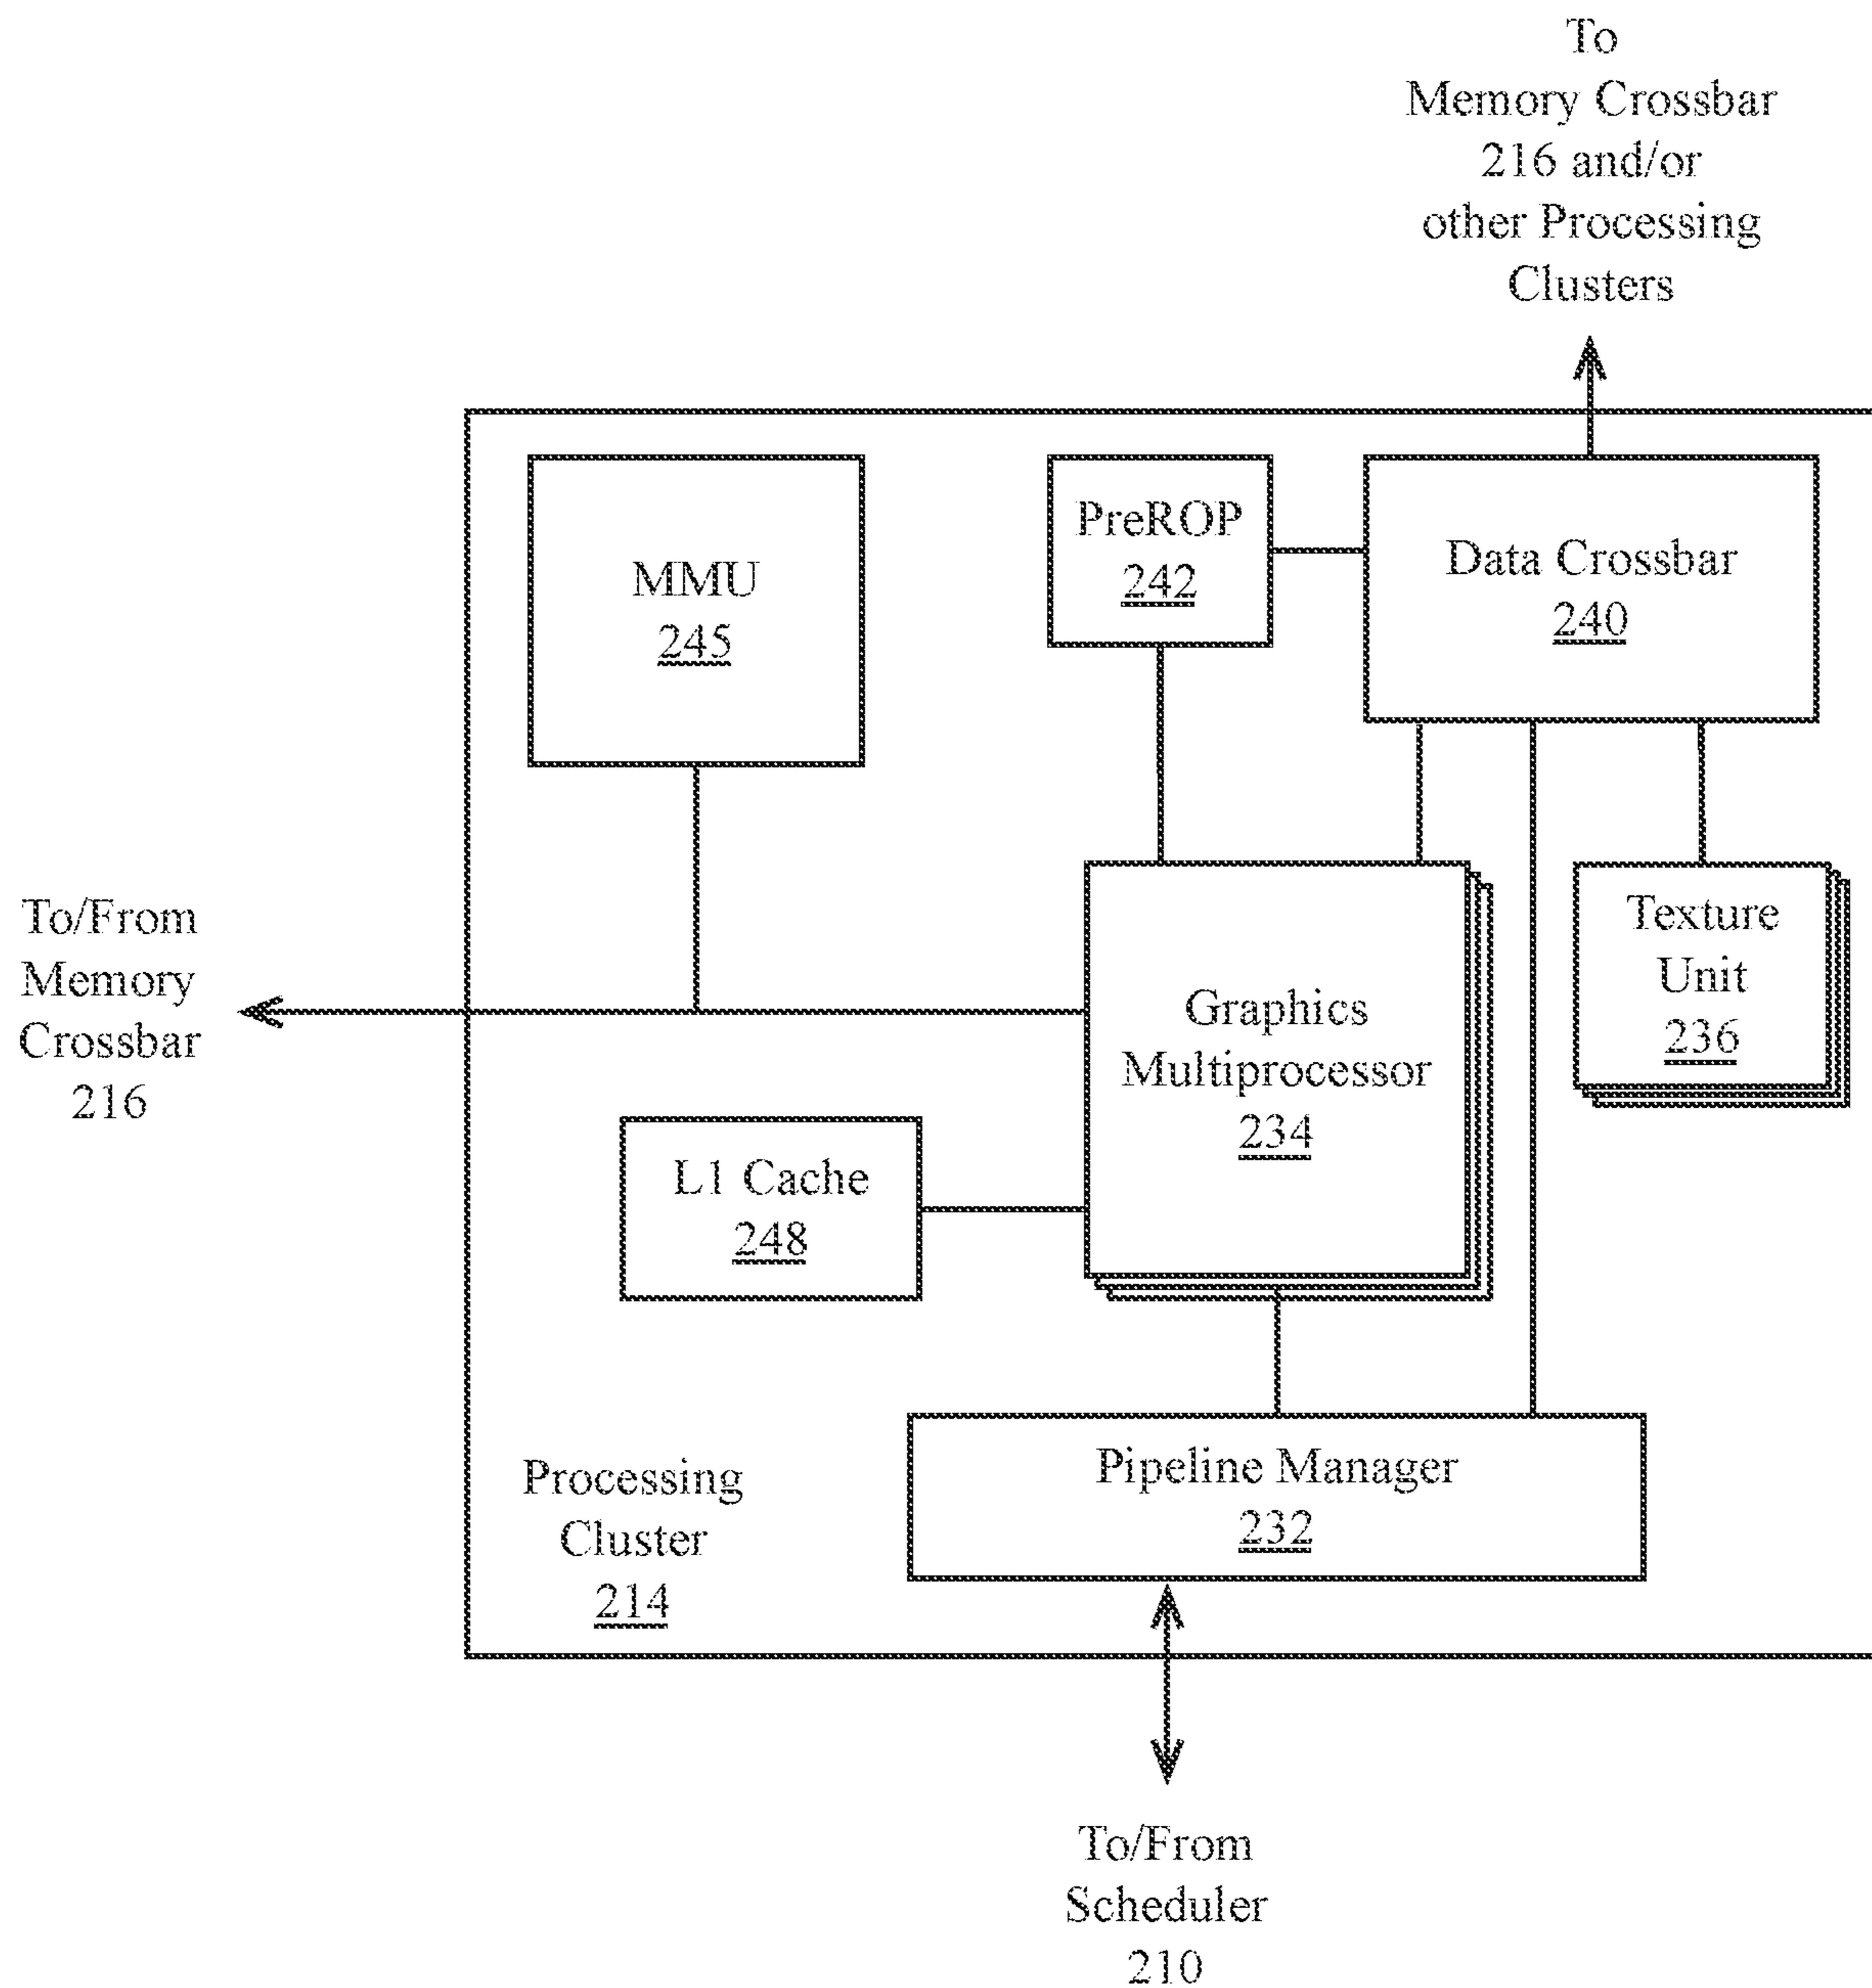 To
Memory Crossbar
216 and/or
other Processing
Clusters
MMU
245
PreROP
242
Data Crossbar
240
To/From
Memory
Crossbar
216
Graphics
Multiprocessor
234
Texture
Unit
236
L1 Cache
248
Pipeline Manager
232
Processing
Cluster
214
To/From
Scheduler
210